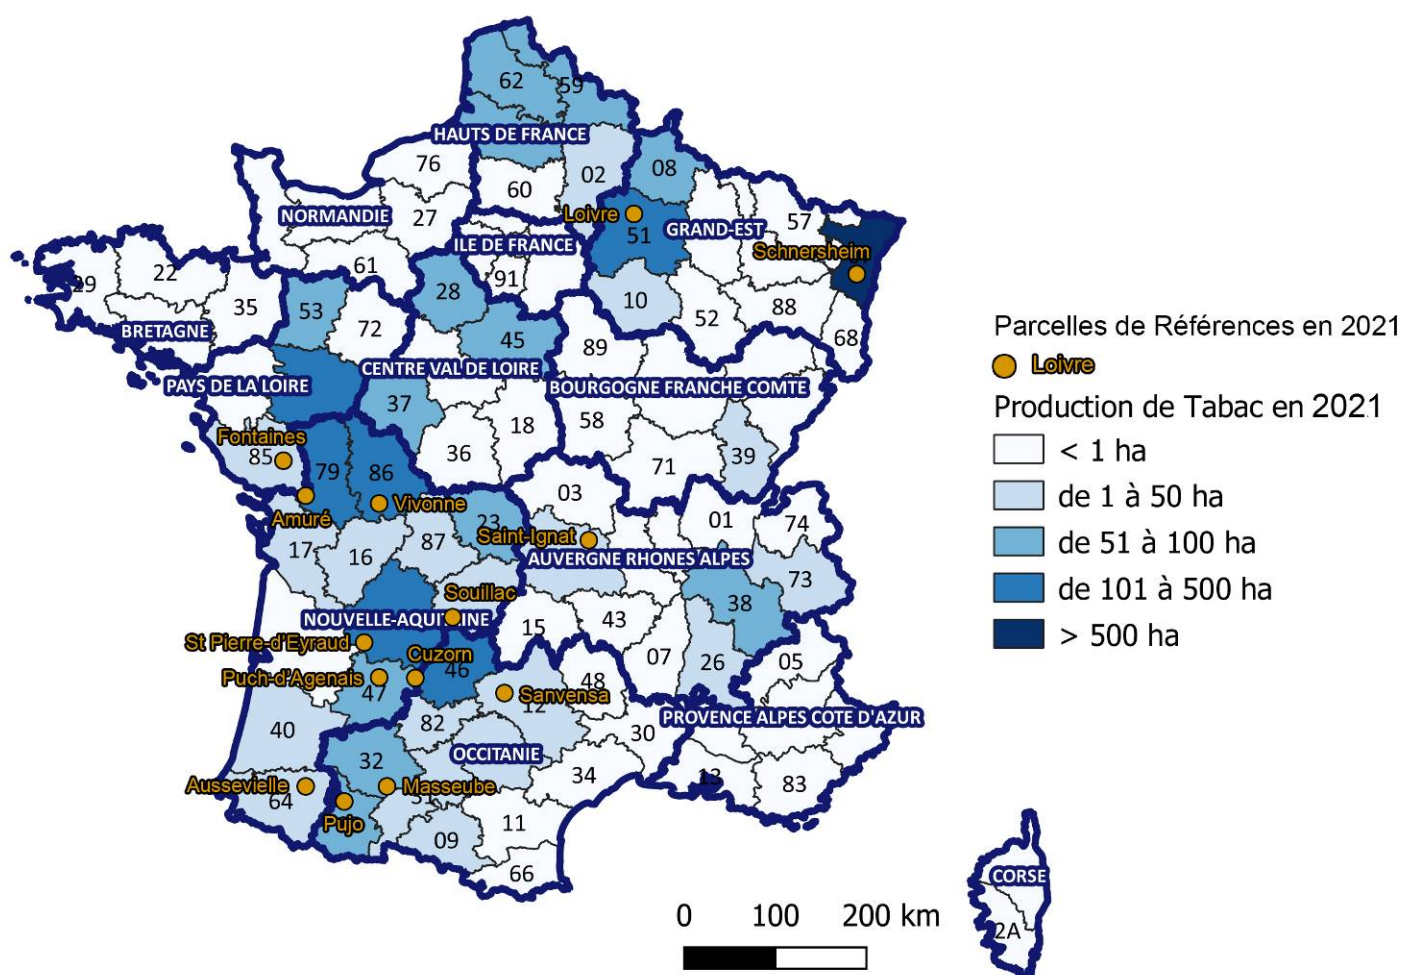 62
59
HAUTS DE FRANCE
76
02
08
60
NORMANDIE
27
Loivre
51
GRAND-EST
57
ILE DE FRANCE
Schnersheim
61
91
22
29
28
10
35
53
72
52
88
68
BRETAGNE
45
89
PAYS DE LA LOIRE
CENTRE VAL DE LOIRE
BOURGOGNE FRANCHE COMTE
37
18
58
Fontaines
85
79
86
36
71
39
03
Amuré
Vivonne
23
01
74
Saint-Ignat
17
16
87
AUVERGNE RHONES ALPES
73
Souillac
38
NOUVELLE-AQUITAINE
43
15
St Pierre-d'Eyraud
Cuzorn
46
07
26
05
Puch-d'Agenais
47
48
Sanvensa
12
40
82
PROVENCE ALPES COTE D'AZUR
30
OCCITANIE
32
34
13
83
Aussevielle
64
Masseube
Pujo
11
09
66
CORSE
2A
Parcelles de Références en 2021
Loivre
Production de Tabac en 2021
< 1 ha
de 1 à 50 ha
de 51 à 100 ha
de 101 à 500 ha
> 500 ha
0 100 200 km